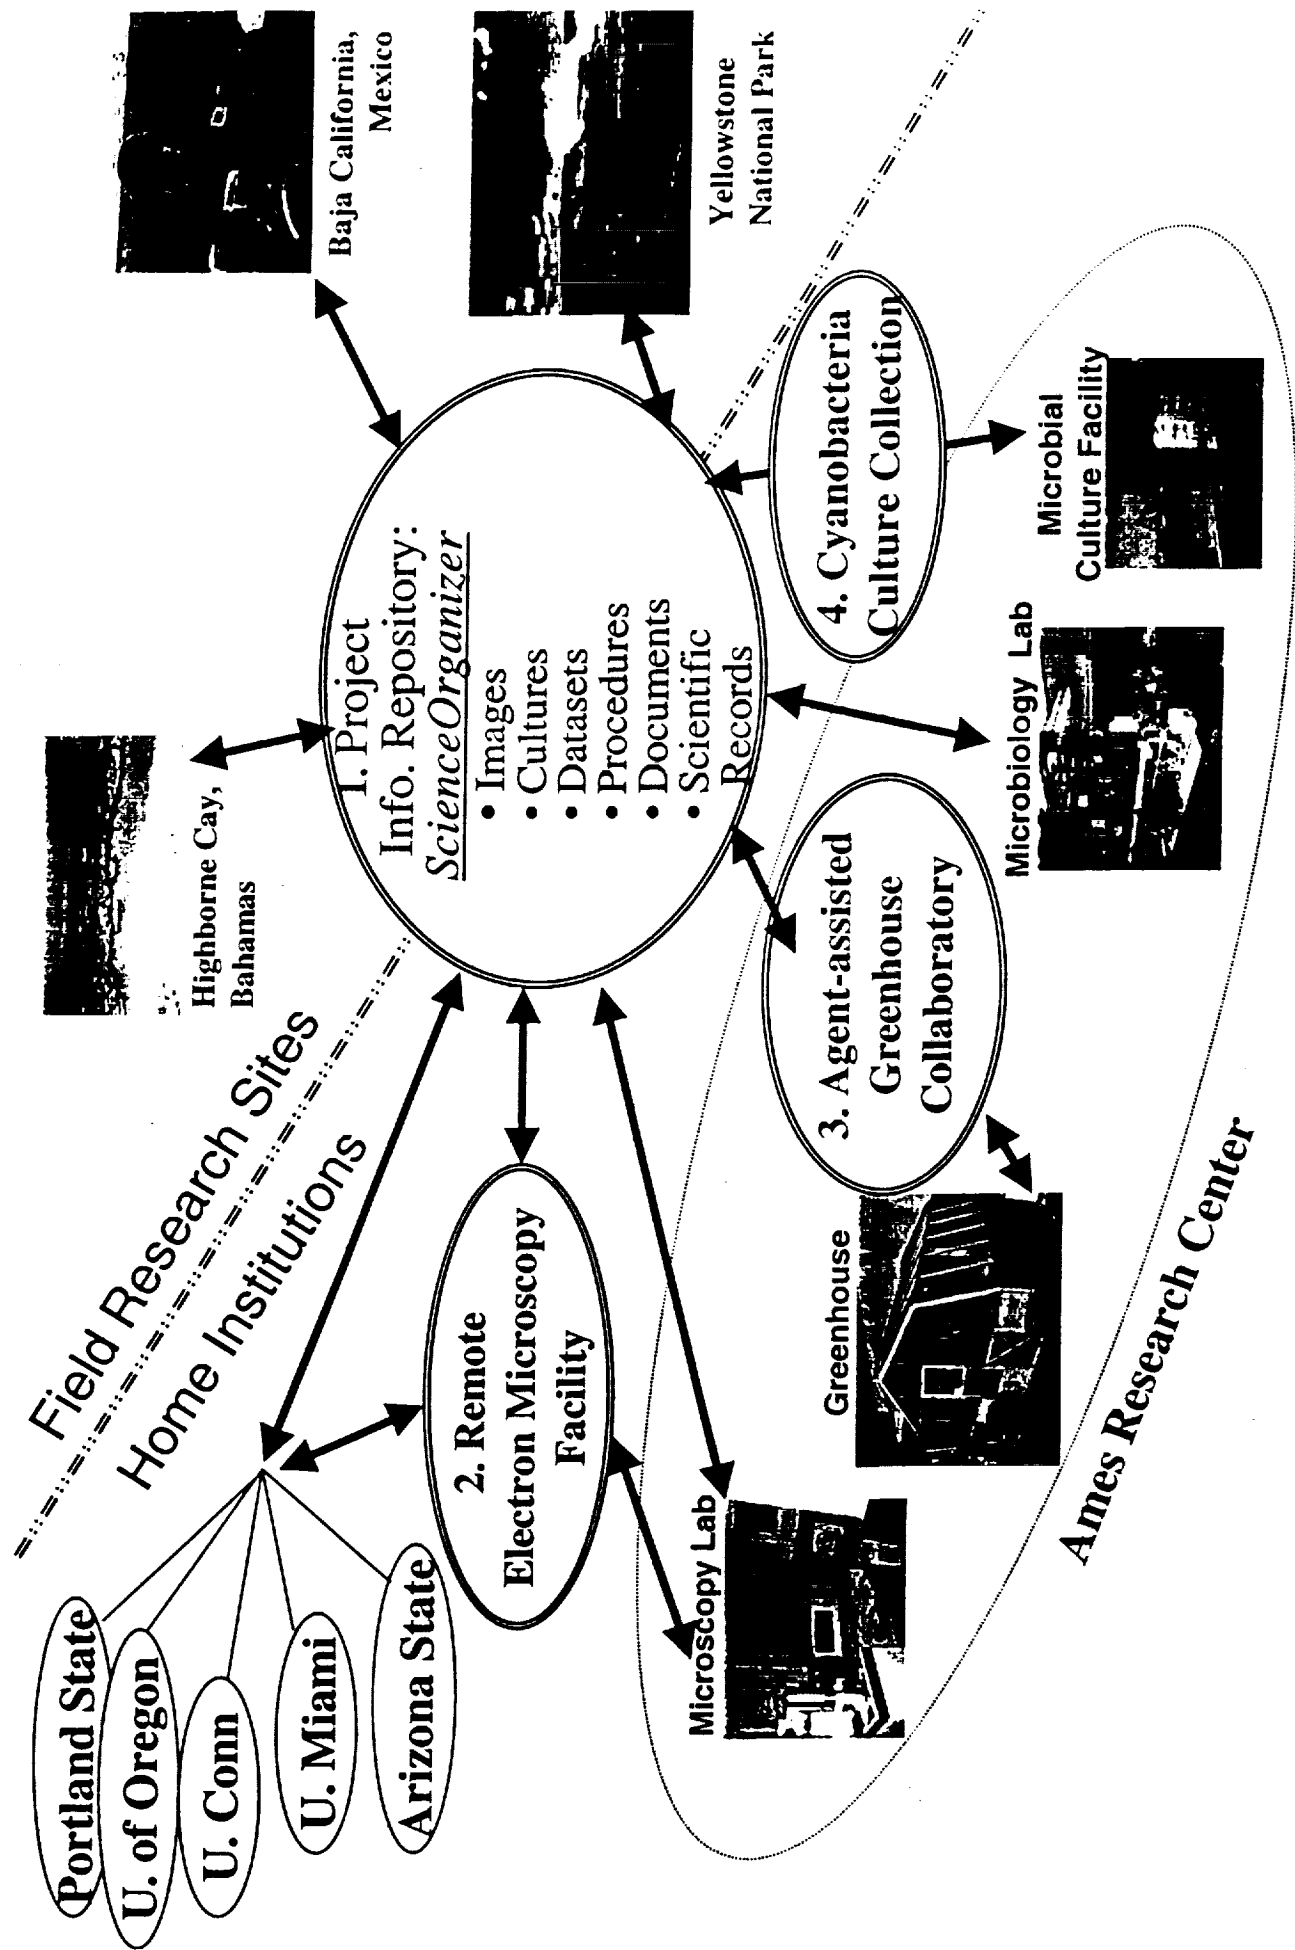 Field Research Sites
Home Institutions
Highborne Cay,
Bahamas
Baja California,
Mexico
Yellowstone
National Park
Portland State
U. of Oregon
U. Conn
U. Miami
Arizona State
1. Project
Info. Repository:
ScienceOrganizer
• Images
• Cultures
• Datasets
• Procedures
• Documents
• Scientific
Records
2. Remote
Electron Microscopy
Facility
3. Agent-assisted
Greenhouse
Collaboratory
4. Cyanobacteria
Culture Collection
Microscopy Lab
Greenhouse
Microbiology Lab
Microbial
Culture Facility
Ames Research Center